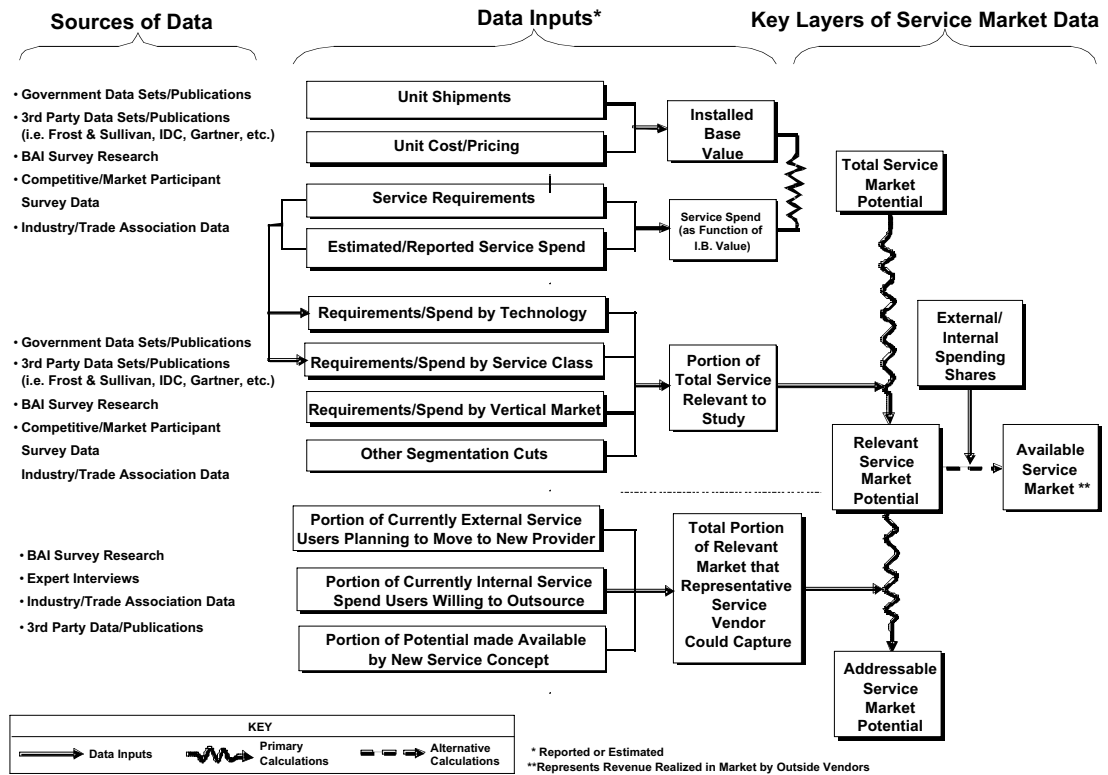 Sources of Data
Data Inputs*
Key Layers of Service Market Data
• Government Data Sets/Publications
• 3rd Party Data Sets/Publications
(i.e. Frost & Sullivan, IDC, Gartner, etc.)
• BAI Survey Research
• Competitive/Market Participant
Survey Data
• Industry/Trade Association Data
Unit Shipments
Unit Cost/Pricing
Service Requirements
Estimated/Reported Service Spend
Installed
Base
Value
Service Spend
(as Function of
I.B. Value)
Total Service
Market
Potential
• Government Data Sets/Publications
• 3rd Party Data Sets/Publications
(i.e. Frost & Sullivan, IDC, Gartner, etc.)
• BAI Survey Research
• Competitive/Market Participant
Survey Data
Industry/Trade Association Data
Requirements/Spend by Technology
Requirements/Spend by Service Class
Requirements/Spend by Vertical Market
Other Segmentation Cuts
Portion of
Total Service
Relevant to
Study
External/
Internal
Spending
Shares
Relevant
Service
Market
Potential
Available
Service
Market **
• BAI Survey Research
• Expert Interviews
• Industry/Trade Association Data
• 3rd Party Data/Publications
Portion of Currently External Service
Users Planning to Move to New Provider
Portion of Currently Internal Service
Spend Users Willing to Outsource
Portion of Potential made Available
by New Service Concept
Total Portion
of Relevant
Market that
Representative
Service
Vendor
Could Capture
Addressable
Service
Market
Potential
KEY
Data Inputs
Primary
Calculations
Alternative
Calculations
* Reported or Estimated
**Represents Revenue Realized in Market by Outside Vendors